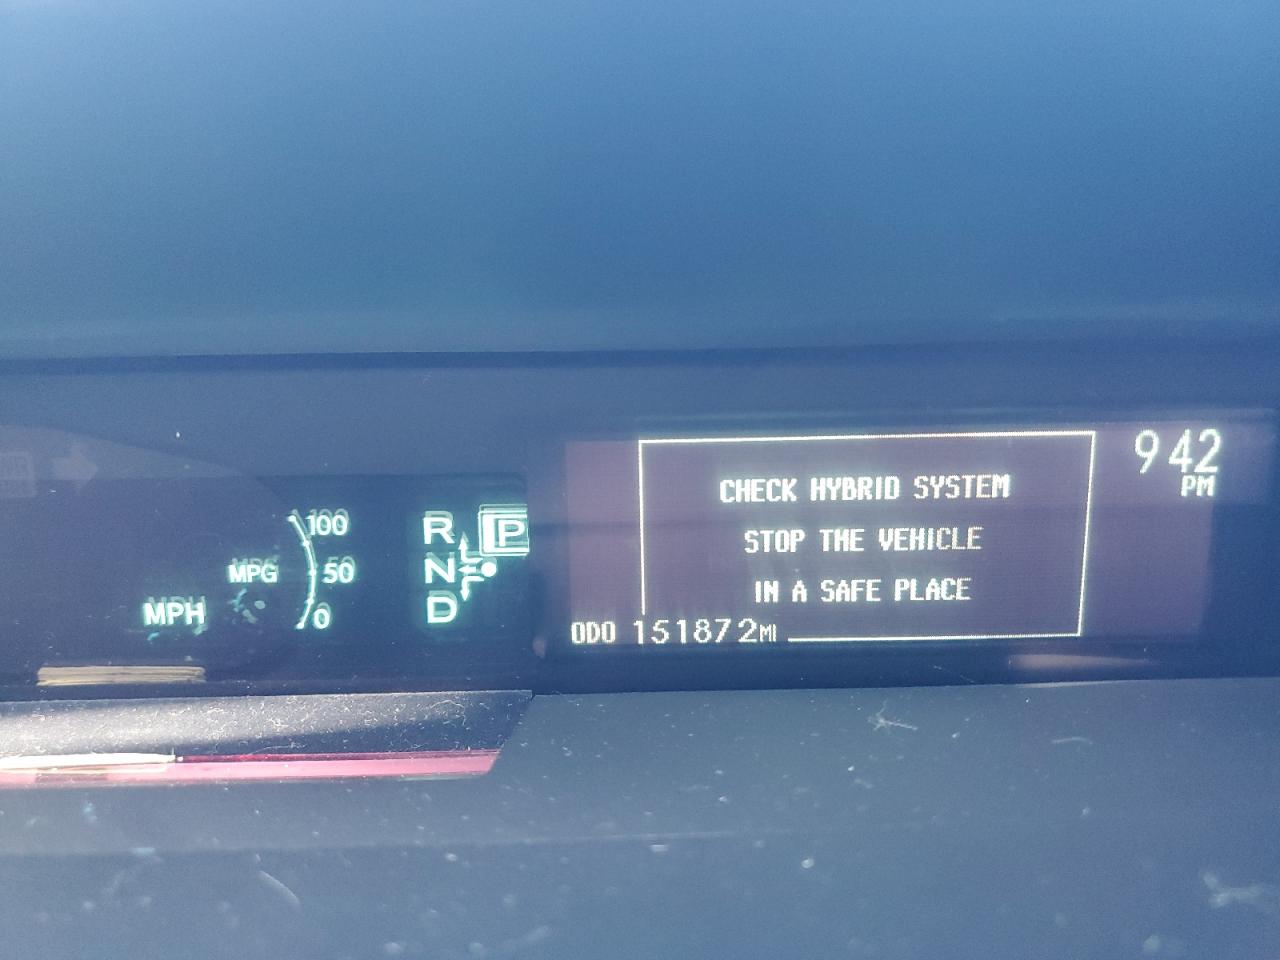 942
PM
CHECK HYBRID SYSTEM
STOP THE VEHICLE
IN A SAFE PLACE
ODO 151872MI
100
MPG 50
MPH 0
R P
N
D